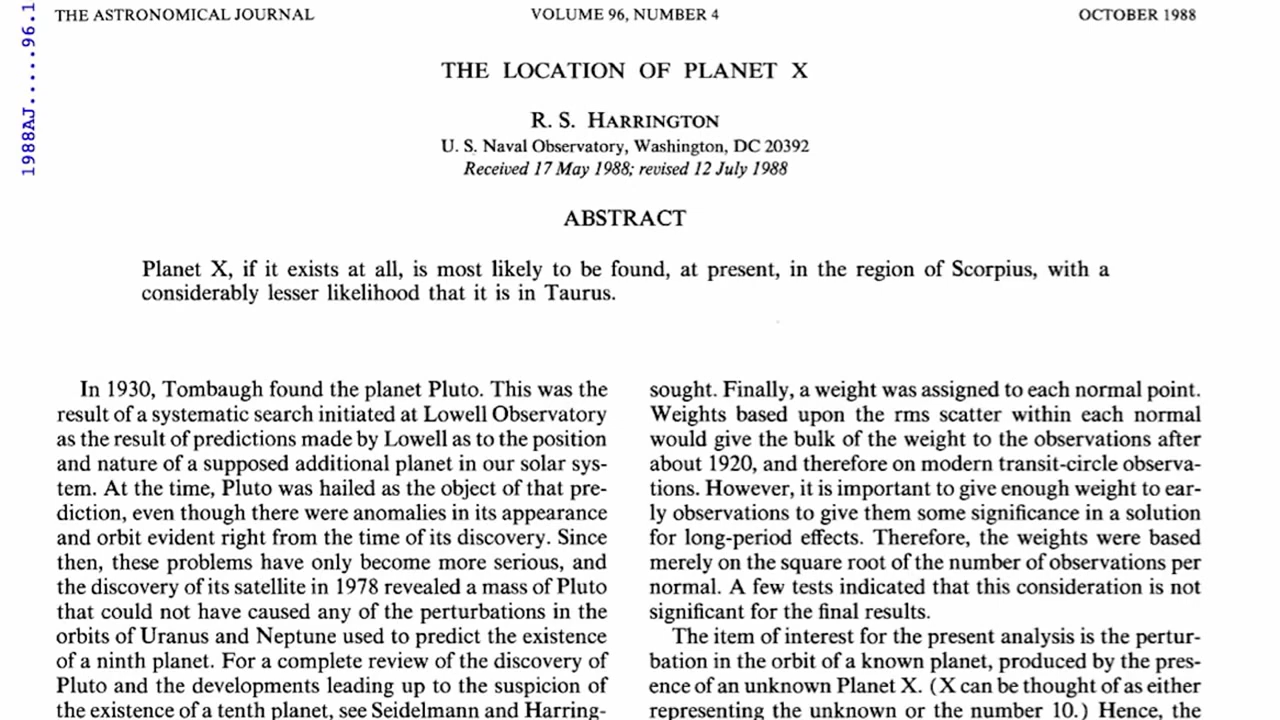 THE ASTRONOMICAL JOURNAL VOLUME 96, NUMBER 4 OCTOBER 1988
1988AJ.....96.1
THE LOCATION OF PLANET X
R. S. HARRINGTON
U. S. Naval Observatory, Washington, DC 20392
Received 17 May 1988; revised 12 July 1988
ABSTRACT
Planet X, if it exists at all, is most likely to be found, at present, in the region of Scorpius, with a
considerably lesser likelihood that it is in Taurus.
In 1930, Tombaugh found the planet Pluto. This was the
result of a systematic search initiated at Lowell Observatory
as the result of predictions made by Lowell as to the position
and nature of a supposed additional planet in our solar sys-
tem. At the time, Pluto was hailed as the object of that pre-
diction, even though there were anomalies in its appearance
and orbit evident right from the time of its discovery. Since
then, these problems have only become more serious, and
the discovery of its satellite in 1978 revealed a mass of Pluto
that could not have caused any of the perturbations in the
orbits of Uranus and Neptune used to predict the existence
of a ninth planet. For a complete review of the discovery of
Pluto and the developments leading up to the suspicion of
the existence of a tenth planet, see Seidelmann and Harring-
sought. Finally, a weight was assigned to each normal point.
Weights based upon the rms scatter within each normal
would give the bulk of the weight to the observations after
about 1920, and therefore on modern transit-circle observa-
tions. However, it is important to give enough weight to ear-
ly observations to give them some significance in a solution
for long-period effects. Therefore, the weights were based
merely on the square root of the number of observations per
normal. A few tests indicated that this consideration is not
significant for the final results.
The item of interest for the present analysis is the pertur-
bation in the orbit of a known planet, produced by the pres-
ence of an unknown Planet X. (X can be thought of as either
representing the unknown or the number 10.) Hence, the